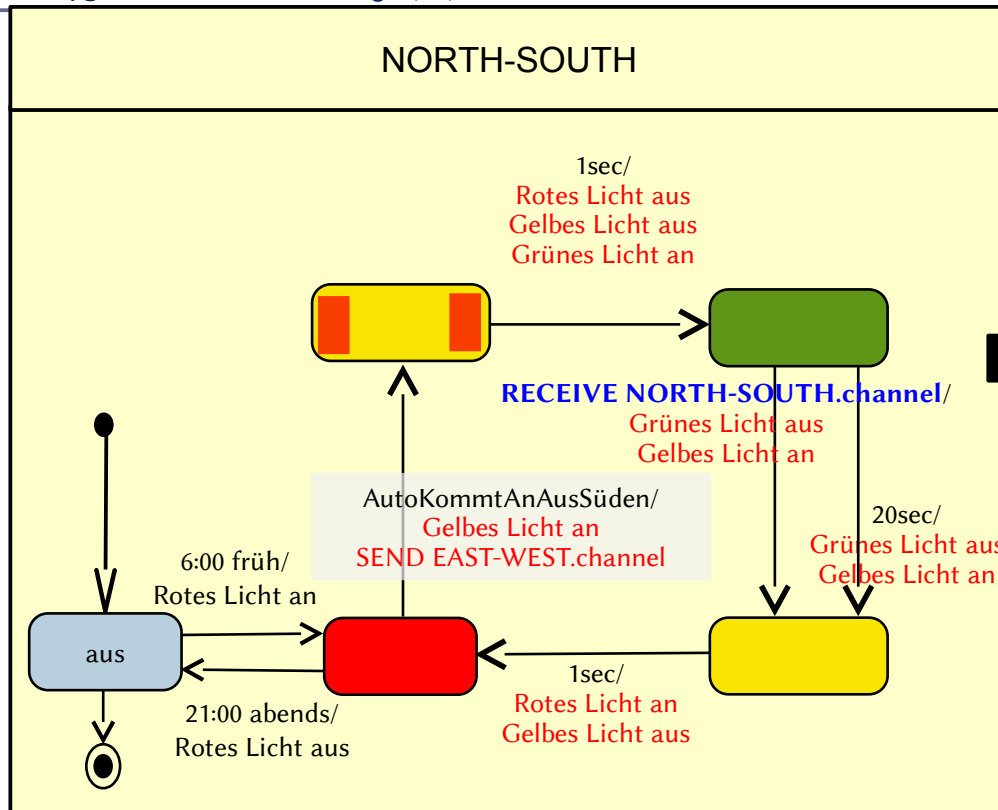 NORTH-SOUTH
1sec/
Rotes Licht aus
Gelbes Licht aus
Grünes Licht an
RECEIVE NORTH-SOUTH.channel/
Grünes Licht aus
Gelbes Licht an
AutoKommtAnAusSüden/
Gelbes Licht an
SEND EAST-WEST.channel
20sec/
Grünes Licht aus
Gelbes Licht an
6:00 früh/
Rotes Licht an
aus
1sec/
Rotes Licht an
Gelbes Licht aus
21:00 abends/
Rotes Licht aus